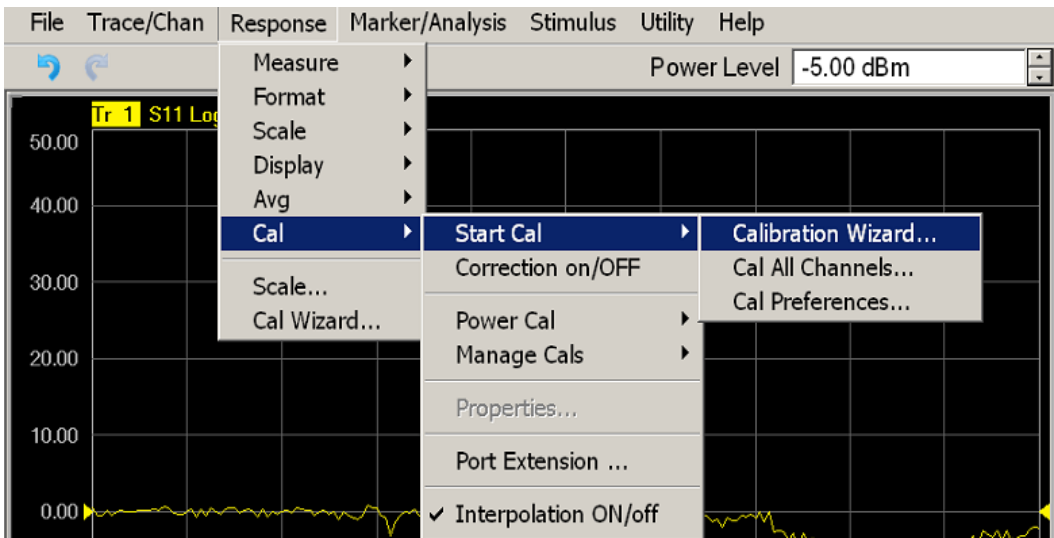 File Trace/Chan Response Marker/Analysis Stimulus Utility Help
Power Level -5.00 dBm
Tr 1 S11 Log
50.00
40.00
30.00
20.00
10.00
0.00
Measure
Format
Scale
Display
Avg
Cal
Scale...
Cal Wizard...
Start Cal
Correction on/OFF
Power Cal
Manage Cals
Properties...
Port Extension ...
Interpolation ON/off
Calibration Wizard...
Cal All Channels...
Cal Preferences...